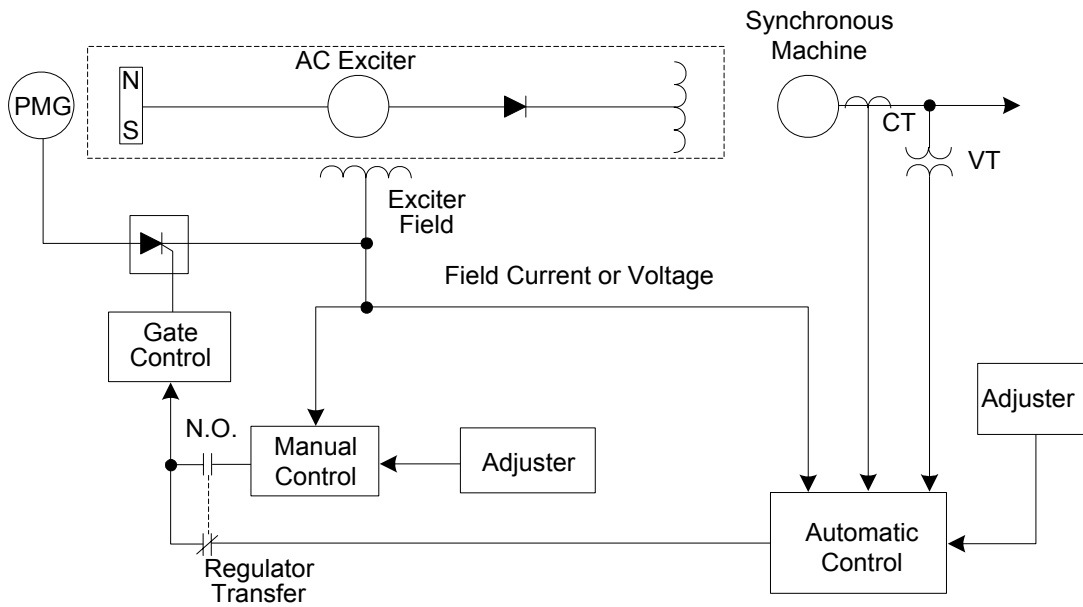 Synchronous
Machine
AC Exciter
PMG
N
S
CT
VT
Exciter
Field
Field Current or Voltage
Gate
Control
Adjuster
N.O.
Manual
Control
Adjuster
Automatic
Control
Regulator
Transfer